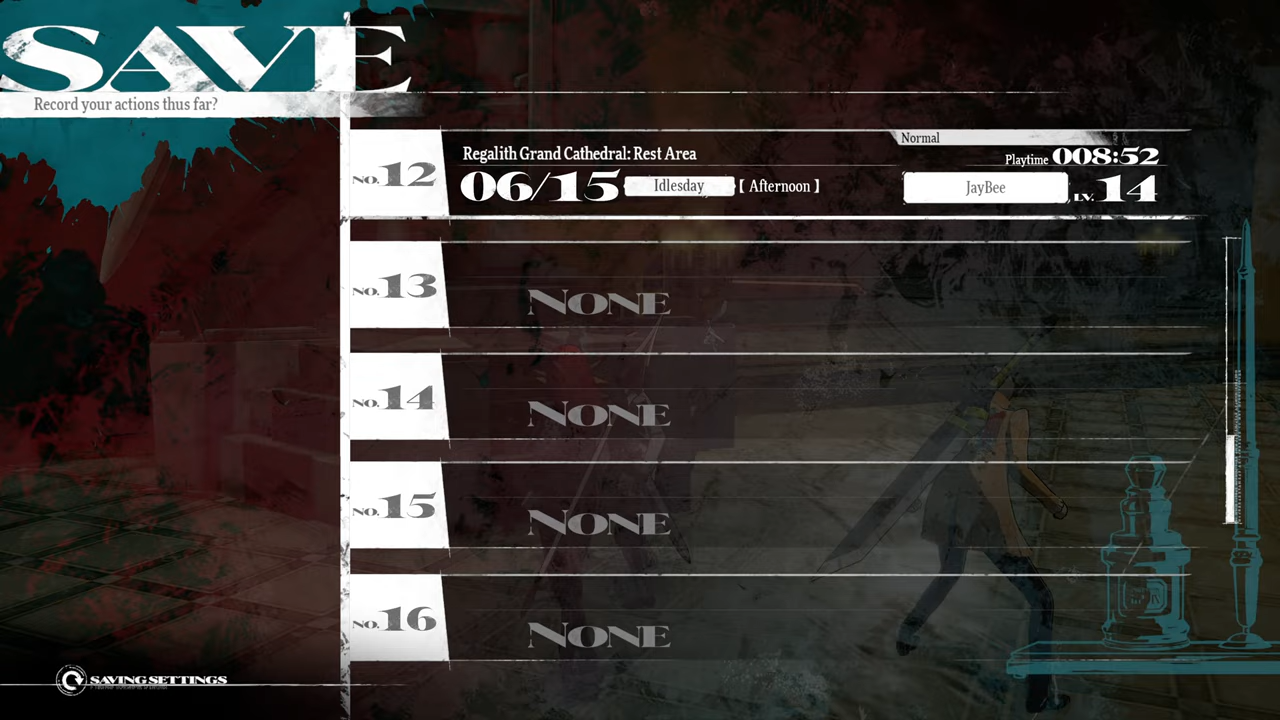 SAVE
Record your actions thus far?
Normal
Regalith Grand Cathedral: Rest Area
Playtime 008:52
No.12
06/15 Idlesday [ Afternoon ]
JayBee Lv. 14
No.13
None
No.14
None
No.15
None
No.16
None
SAVING SETTINGS